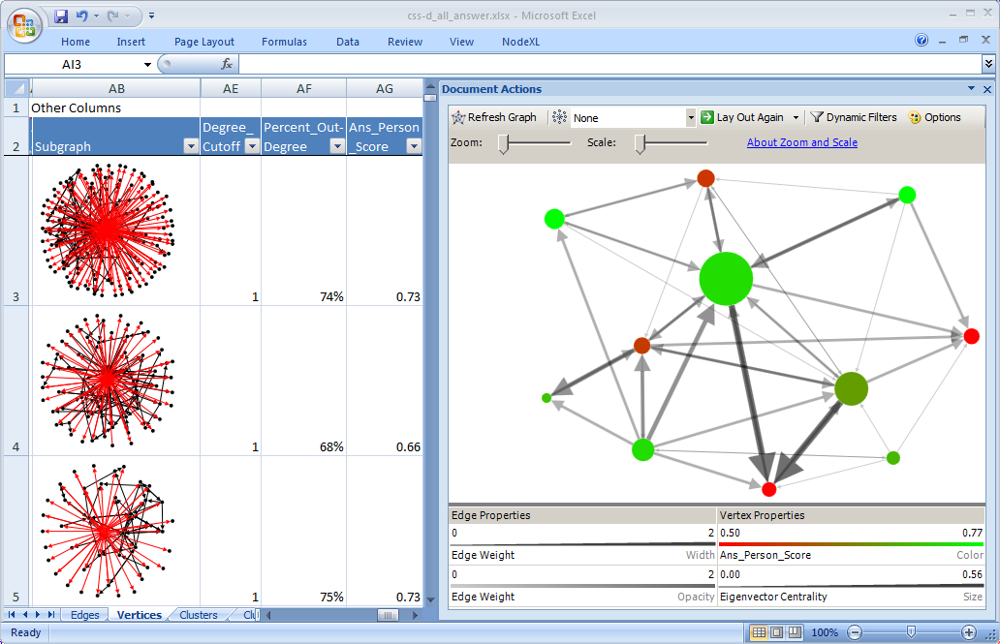 css-d_all_answer.xlsx - Microsoft Excel
Home Insert Page Layout Formulas Data Review View NodeXL
AI3 fx
Document Actions
AB AE AF AG
1 Other Columns
2 Subgraph Degree_Cutoff Percent_Out-Degree Ans_Person_Score
3 1 74% 0.73
4 1 68% 0.66
5 1 75% 0.73
Refresh Graph None Lay Out Again Dynamic Filters Options
Zoom: Scale: About Zoom and Scale
Edge Properties Vertex Properties
0 2 0.50 0.77
Edge Weight Width Ans_Person_Score Color
0 2 0.00 0.56
Edge Weight Opacity Eigenvector Centrality Size
Edges Vertices Clusters Cl
Ready 100%